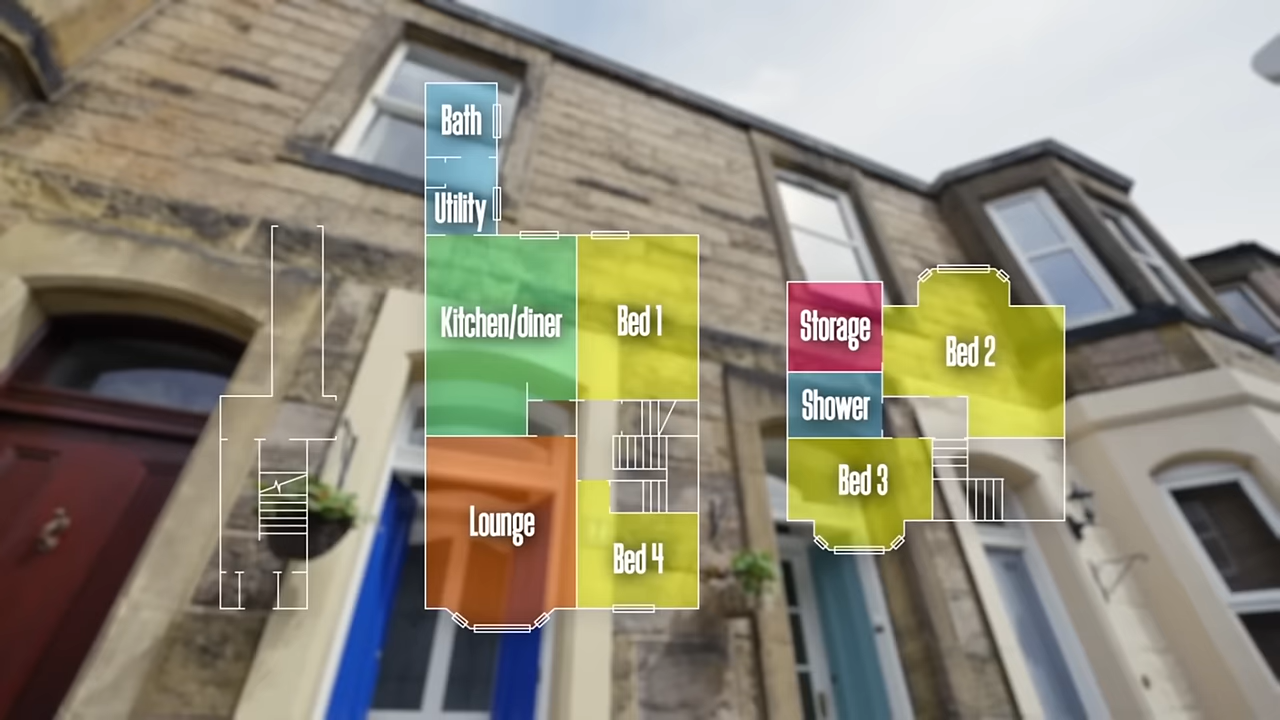 Bath
Utility
Kitchen/diner
Bed 1
Lounge
Bed 4
Storage
Shower
Bed 2
Bed 3